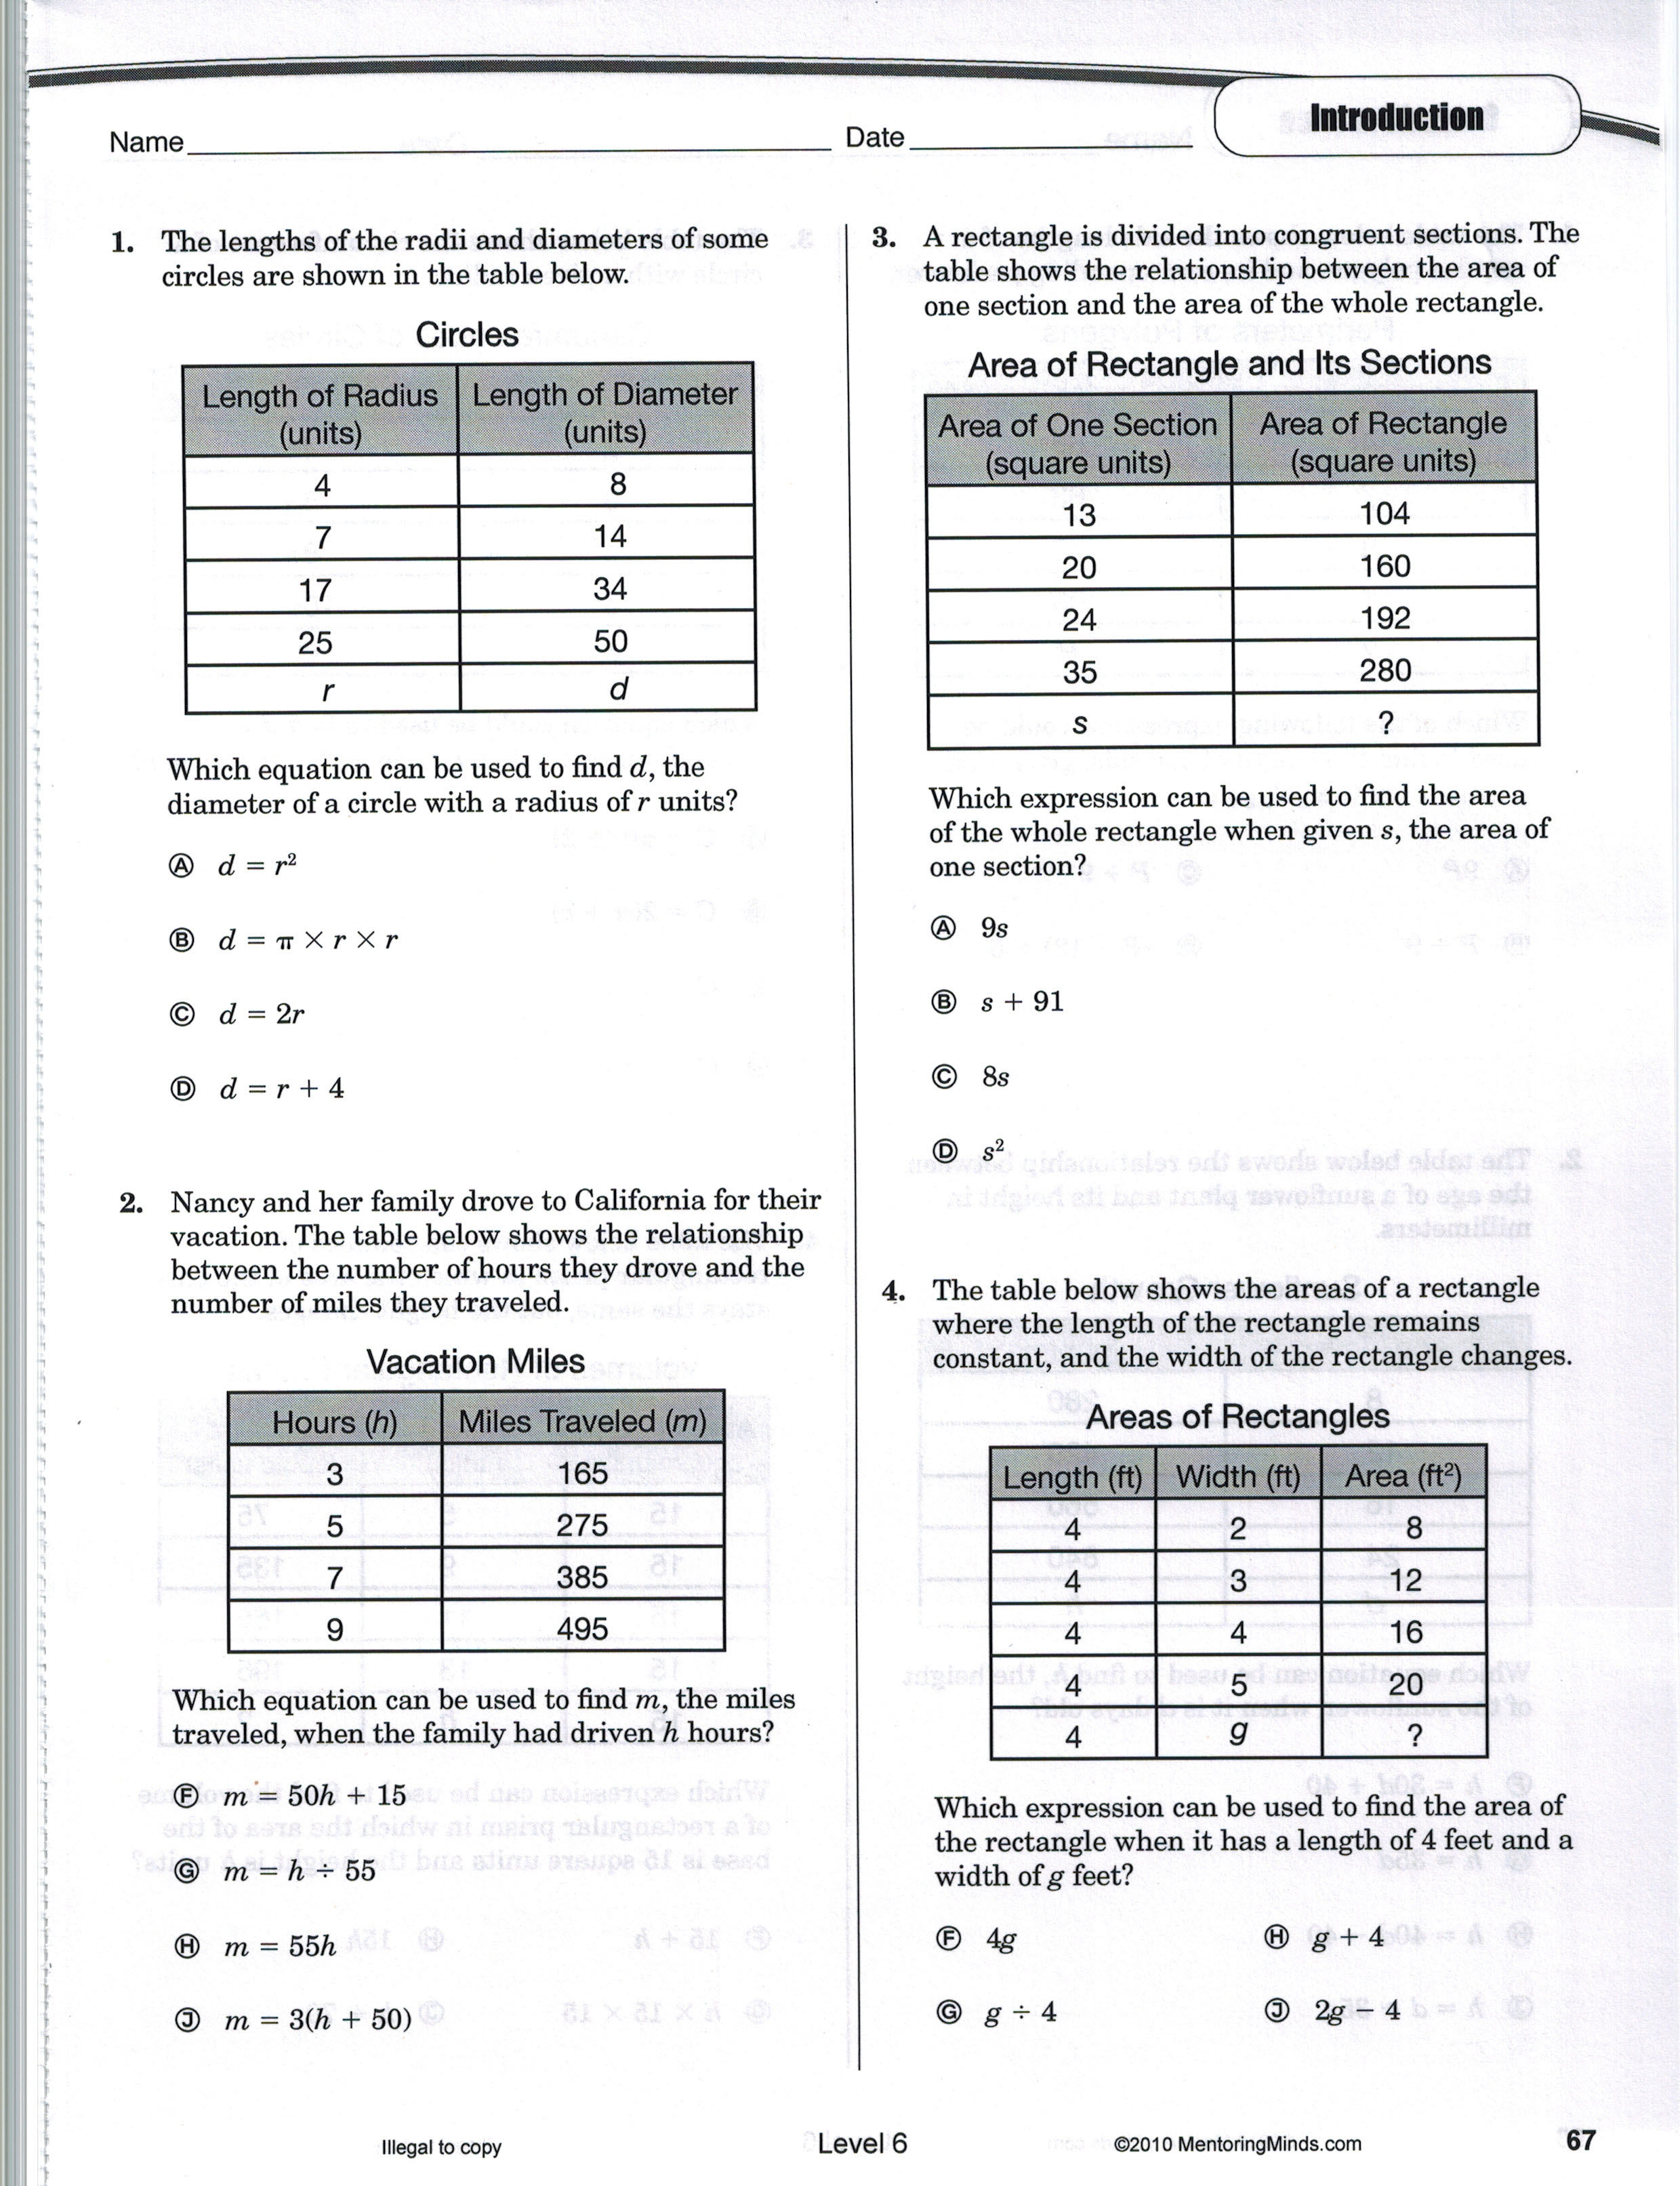 Introduction
Name
Date
1. The lengths of the radii and diameters of some
circles are shown in the table below.
Circles
Length of Radius (units) Length of Diameter (units)
4 8
7 14
17 34
25 50
r d
Which equation can be used to find d, the
diameter of a circle with a radius of r units?
Ⓐ d = r²
Ⓑ d = π × r × r
Ⓒ d = 2r
Ⓓ d = r + 4
2. Nancy and her family drove to California for their
vacation. The table below shows the relationship
between the number of hours they drove and the
number of miles they traveled.
Vacation Miles
Hours (h) Miles Traveled (m)
3 165
5 275
7 385
9 495
Which equation can be used to find m, the miles
traveled, when the family had driven h hours?
Ⓕ m = 50h + 15
Ⓖ m = h ÷ 55
Ⓗ m = 55h
Ⓙ m = 3(h + 50)
3. A rectangle is divided into congruent sections. The
table shows the relationship between the area of
one section and the area of the whole rectangle.
Area of Rectangle and Its Sections
Area of One Section (square units) Area of Rectangle (square units)
13 104
20 160
24 192
35 280
s ?
Which expression can be used to find the area
of the whole rectangle when given s, the area of
one section?
Ⓐ 9s
Ⓑ s + 91
Ⓒ 8s
Ⓓ s²
4. The table below shows the areas of a rectangle
where the length of the rectangle remains
constant, and the width of the rectangle changes.
Areas of Rectangles
Length (ft) Width (ft) Area (ft²)
4 2 8
4 3 12
4 4 16
4 5 20
4 g ?
Which expression can be used to find the area of
the rectangle when it has a length of 4 feet and a
width of g feet?
Ⓕ 4g Ⓗ g + 4
Ⓖ g ÷ 4 Ⓙ 2g − 4
Illegal to copy Level 6 ©2010 MentoringMinds.com 67